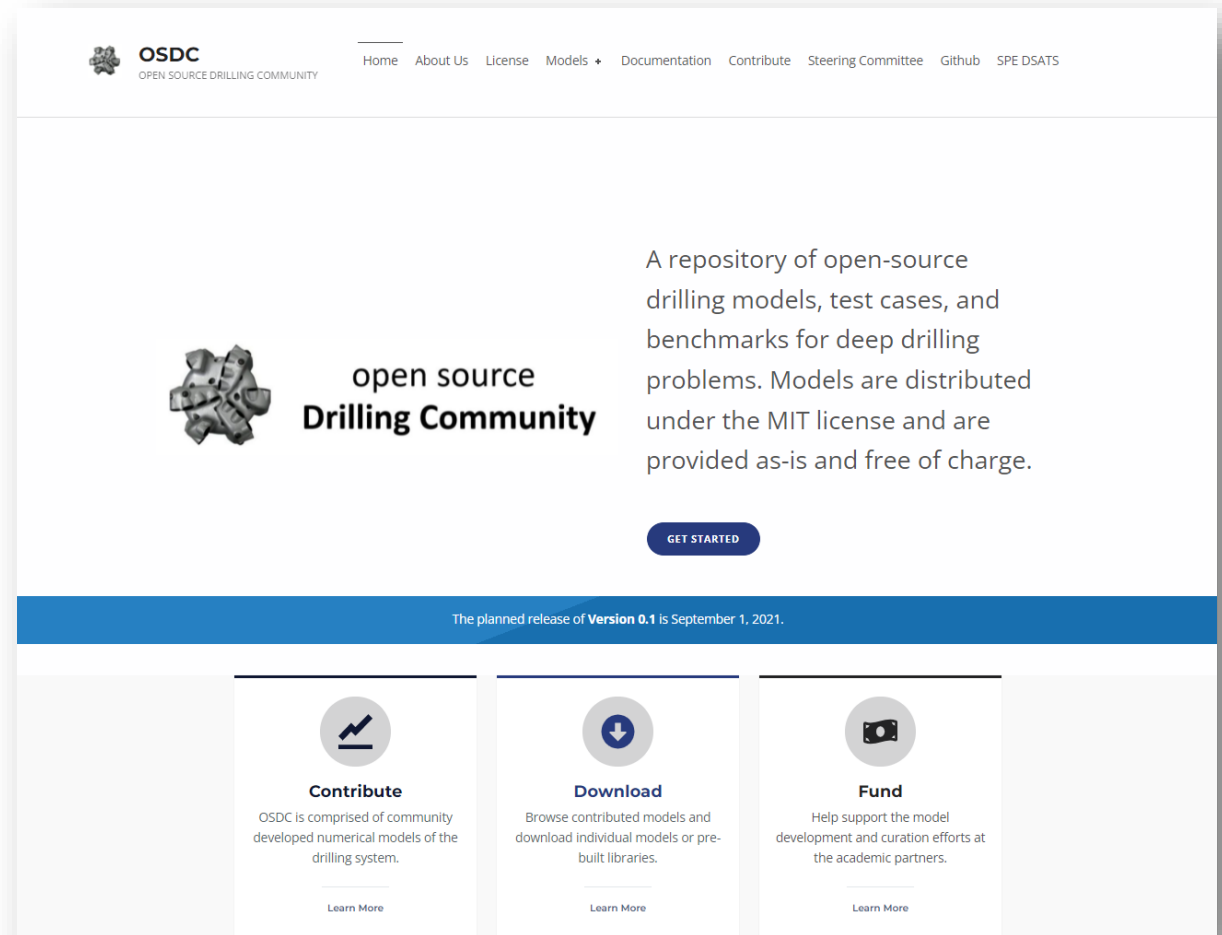 OSDC
OPEN SOURCE DRILLING COMMUNITY
Home About Us License Models + Documentation Contribute Steering Committee Github SPE DSATS
open source
Drilling Community
A repository of open-source
drilling models, test cases, and
benchmarks for deep drilling
problems. Models are distributed
under the MIT license and are
provided as-is and free of charge.
GET STARTED
The planned release of Version 0.1 is September 1, 2021.
Contribute
OSDC is comprised of community
developed numerical models of the
drilling system.
Learn More
Download
Browse contributed models and
download individual models or pre-
built libraries.
Learn More
Fund
Help support the model
development and curation efforts at
the academic partners.
Learn More